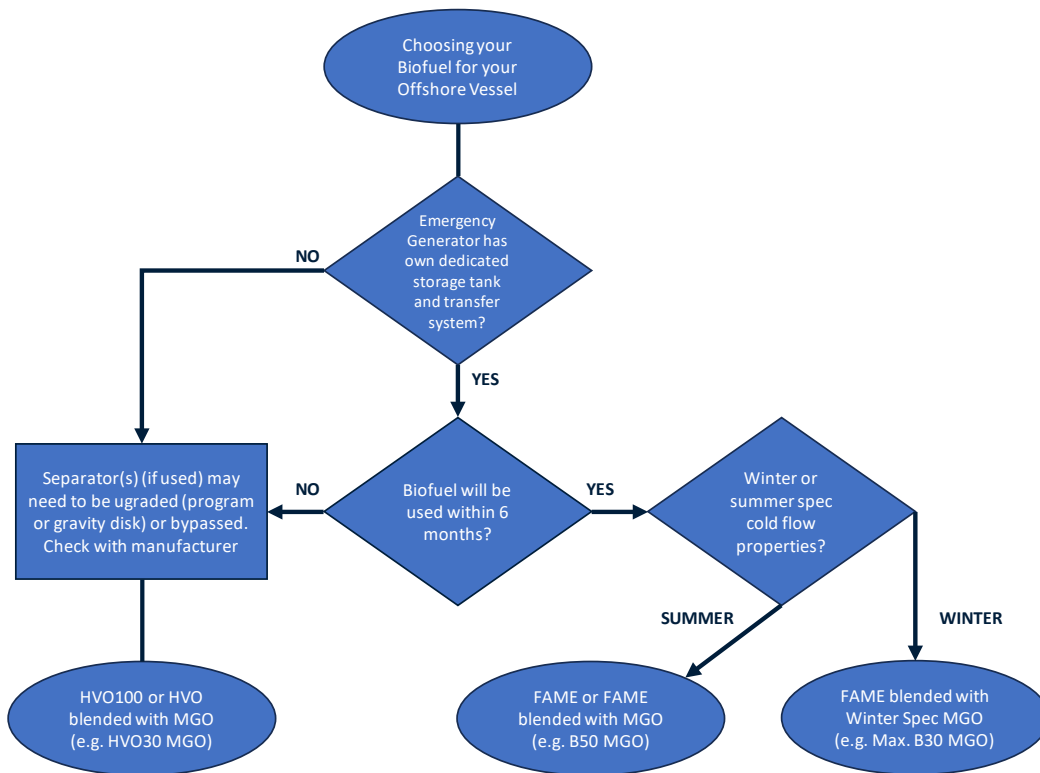 Choosing your
Biofuel for your
Offshore Vessel
Emergency
Generator has
own dedicated
storage tank
and transfer
system?
NO
YES
Separator(s) (if used) may
need to be ugraded (program
or gravity disk) or bypassed.
Check with manufacturer
NO
Biofuel will be
used within 6
months?
YES
Winter or
summer spec
cold flow
properties?
SUMMER
WINTER
HVO100 or HVO
blended with MGO
(e.g. HVO30 MGO)
FAME or FAME
blended with MGO
(e.g. B50 MGO)
FAME blended with
Winter Spec MGO
(e.g. Max. B30 MGO)